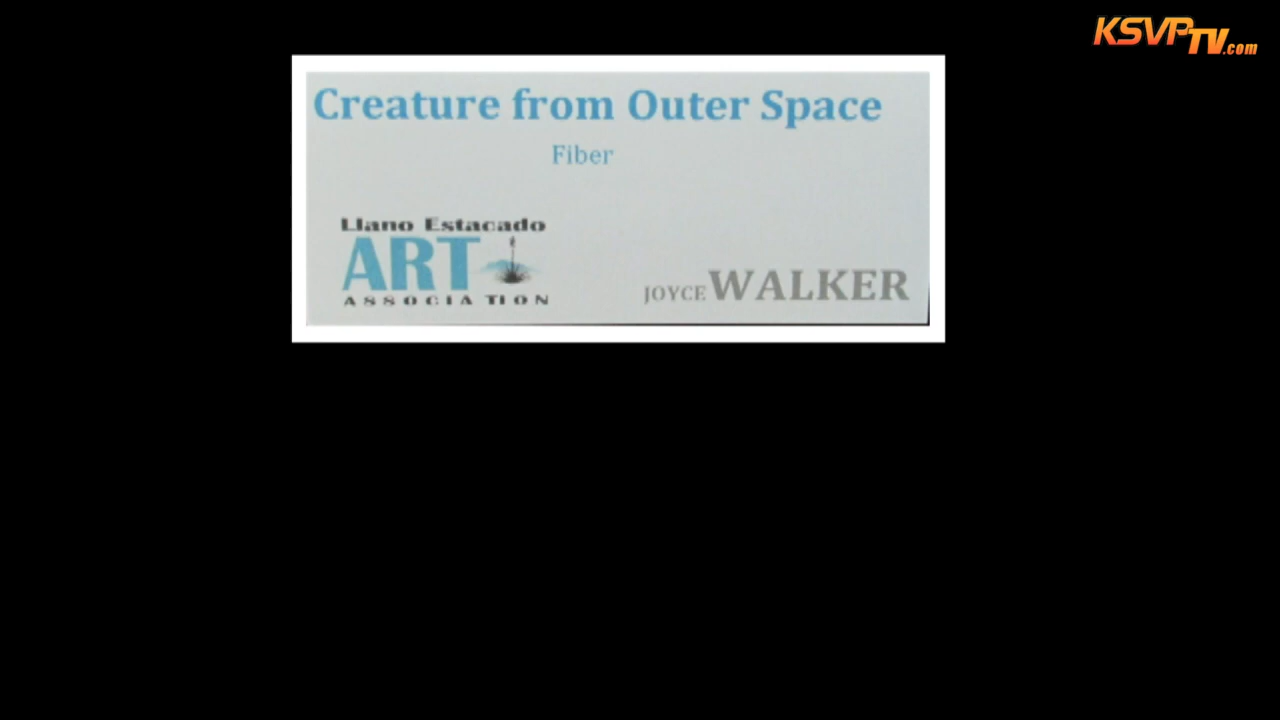 KSVPTV.com
Creature from Outer Space
Fiber
Llano Estacado
ART
ASSOCIATION
JOYCE WALKER